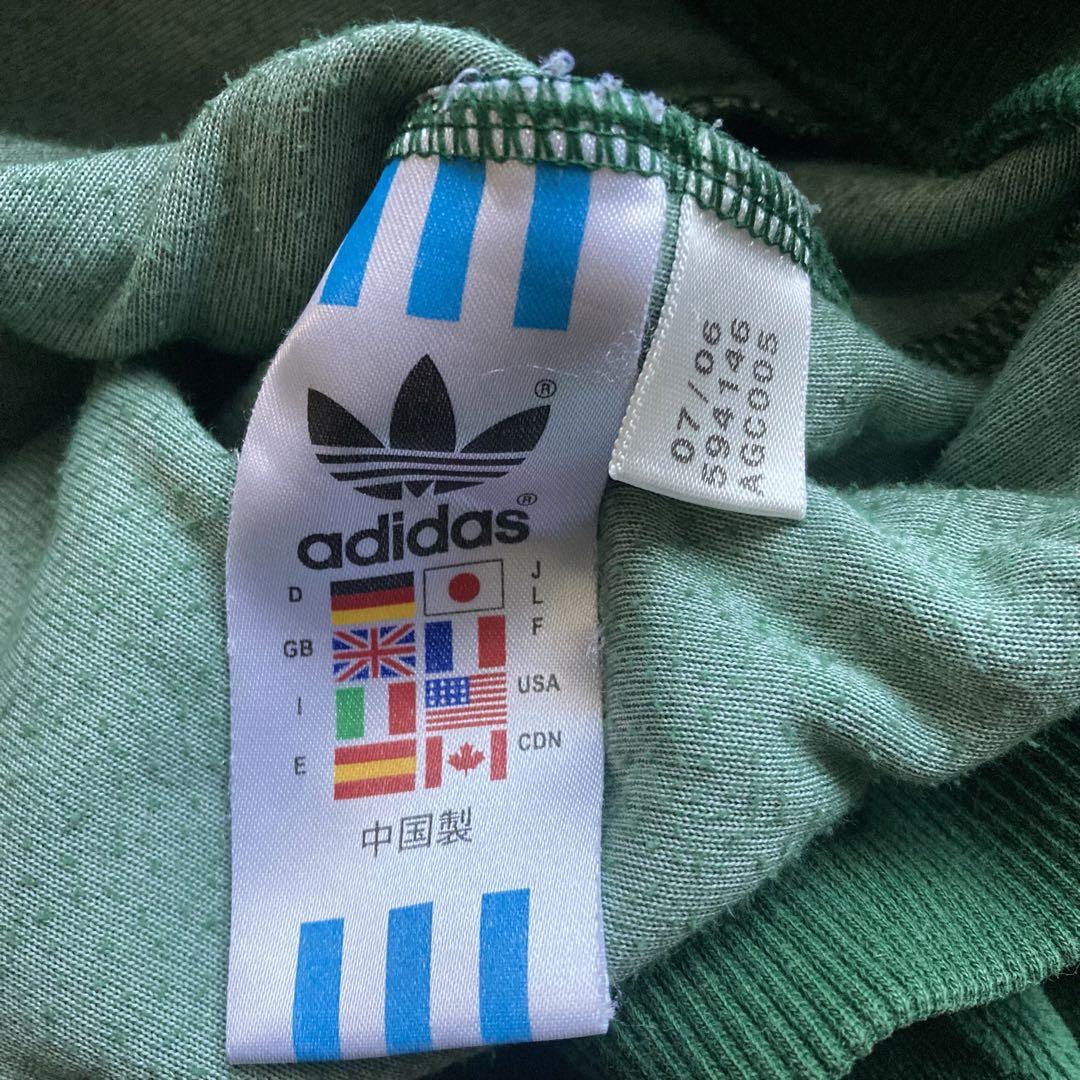 ®
adidas®
D
J
L
GB
F
I
USA
E
CDN
中国製
07/06
594146
AGC005